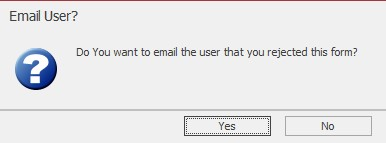 Email User?
Do You want to email the user that you rejected this form?
Yes
No